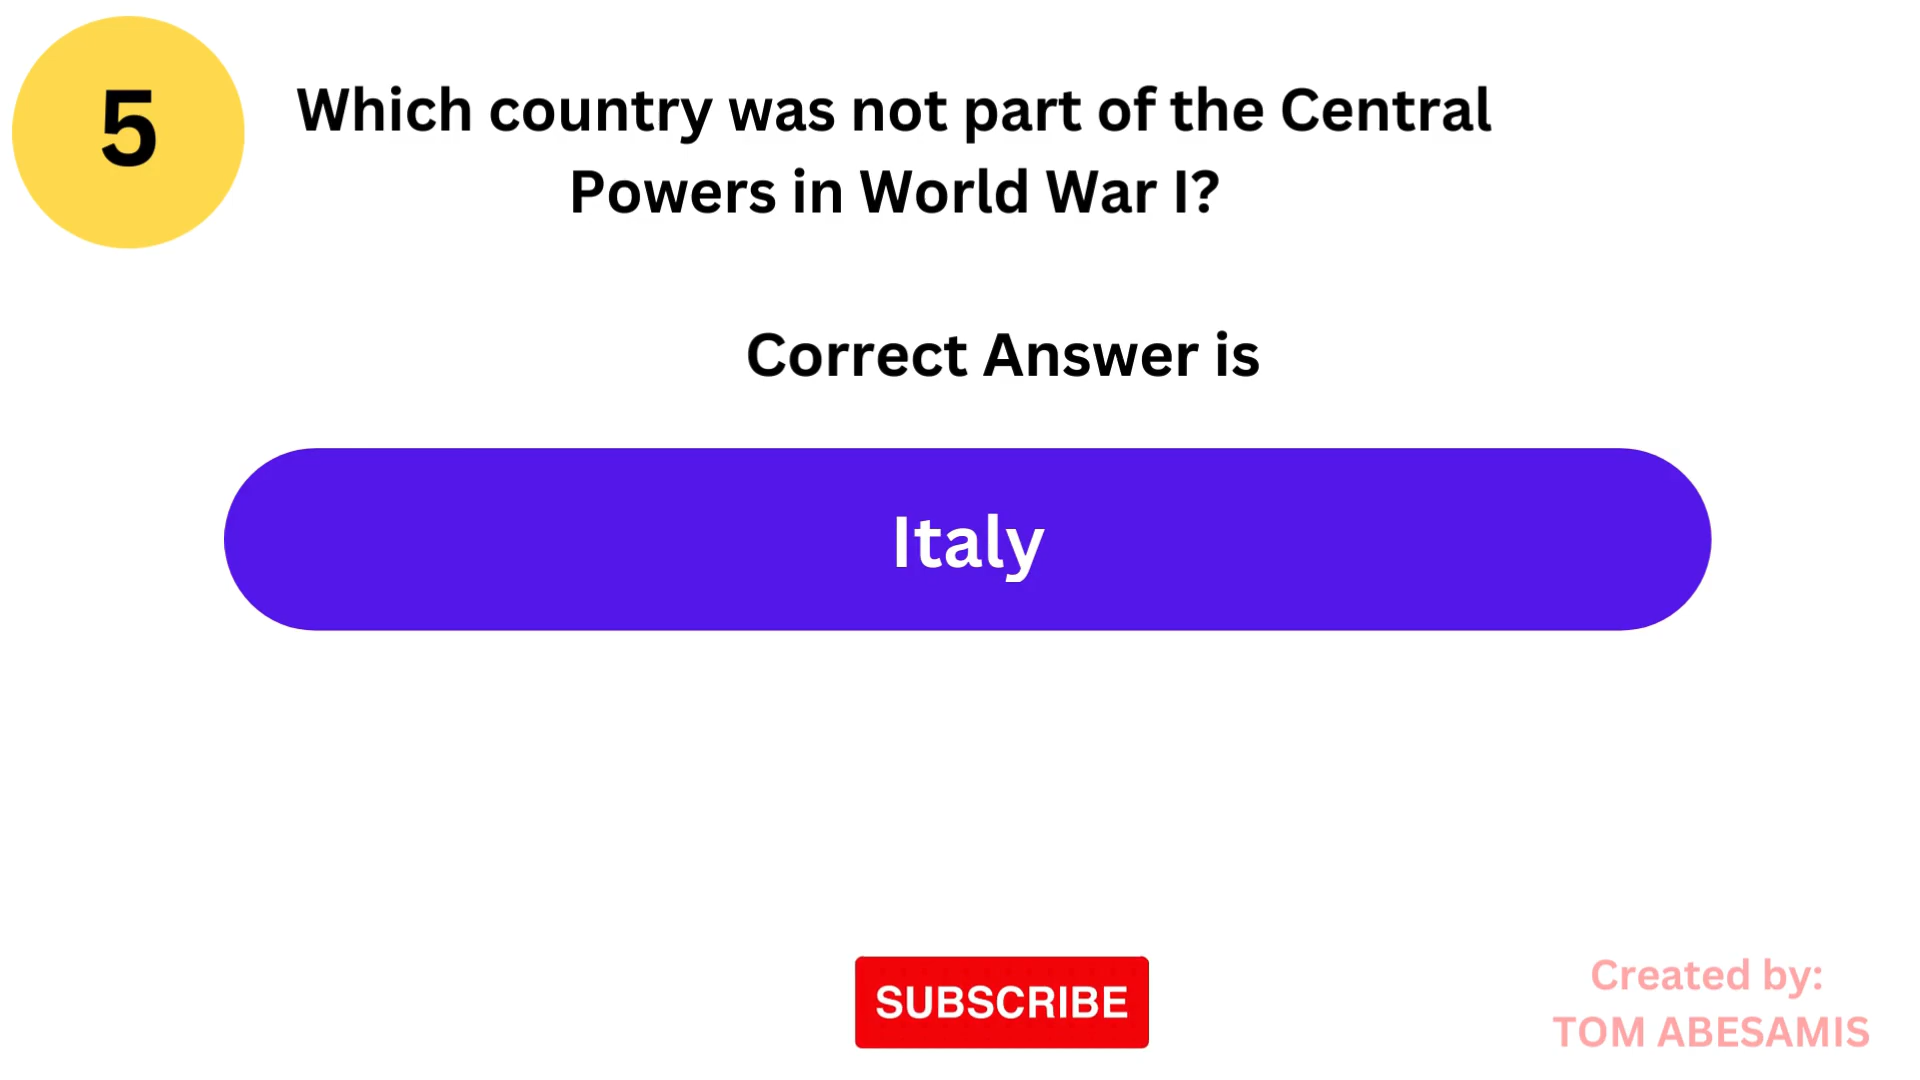 5
Which country was not part of the Central
Powers in World War I?
Correct Answer is
Italy
SUBSCRIBE
Created by:
TOM ABESAMIS